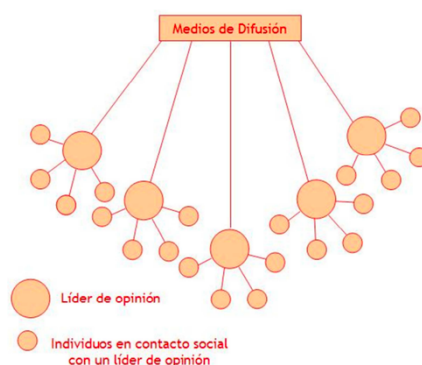 Medios de Difusión
Líder de opinión
Individuos en contacto social
con un líder de opinión